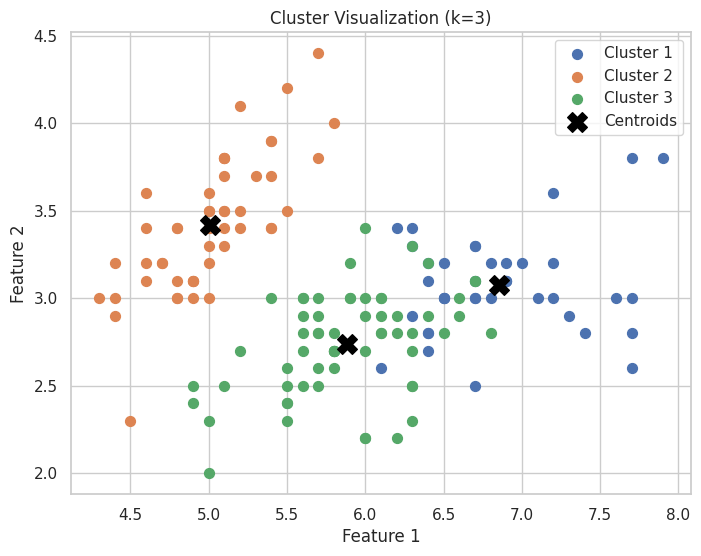 Cluster Visualization (k=3)
Cluster 1
Cluster 2
Cluster 3
Centroids
Feature 2
4.5
4.0
3.5
3.0
2.5
2.0
4.5 5.0 5.5 6.0 6.5 7.0 7.5 8.0
Feature 1